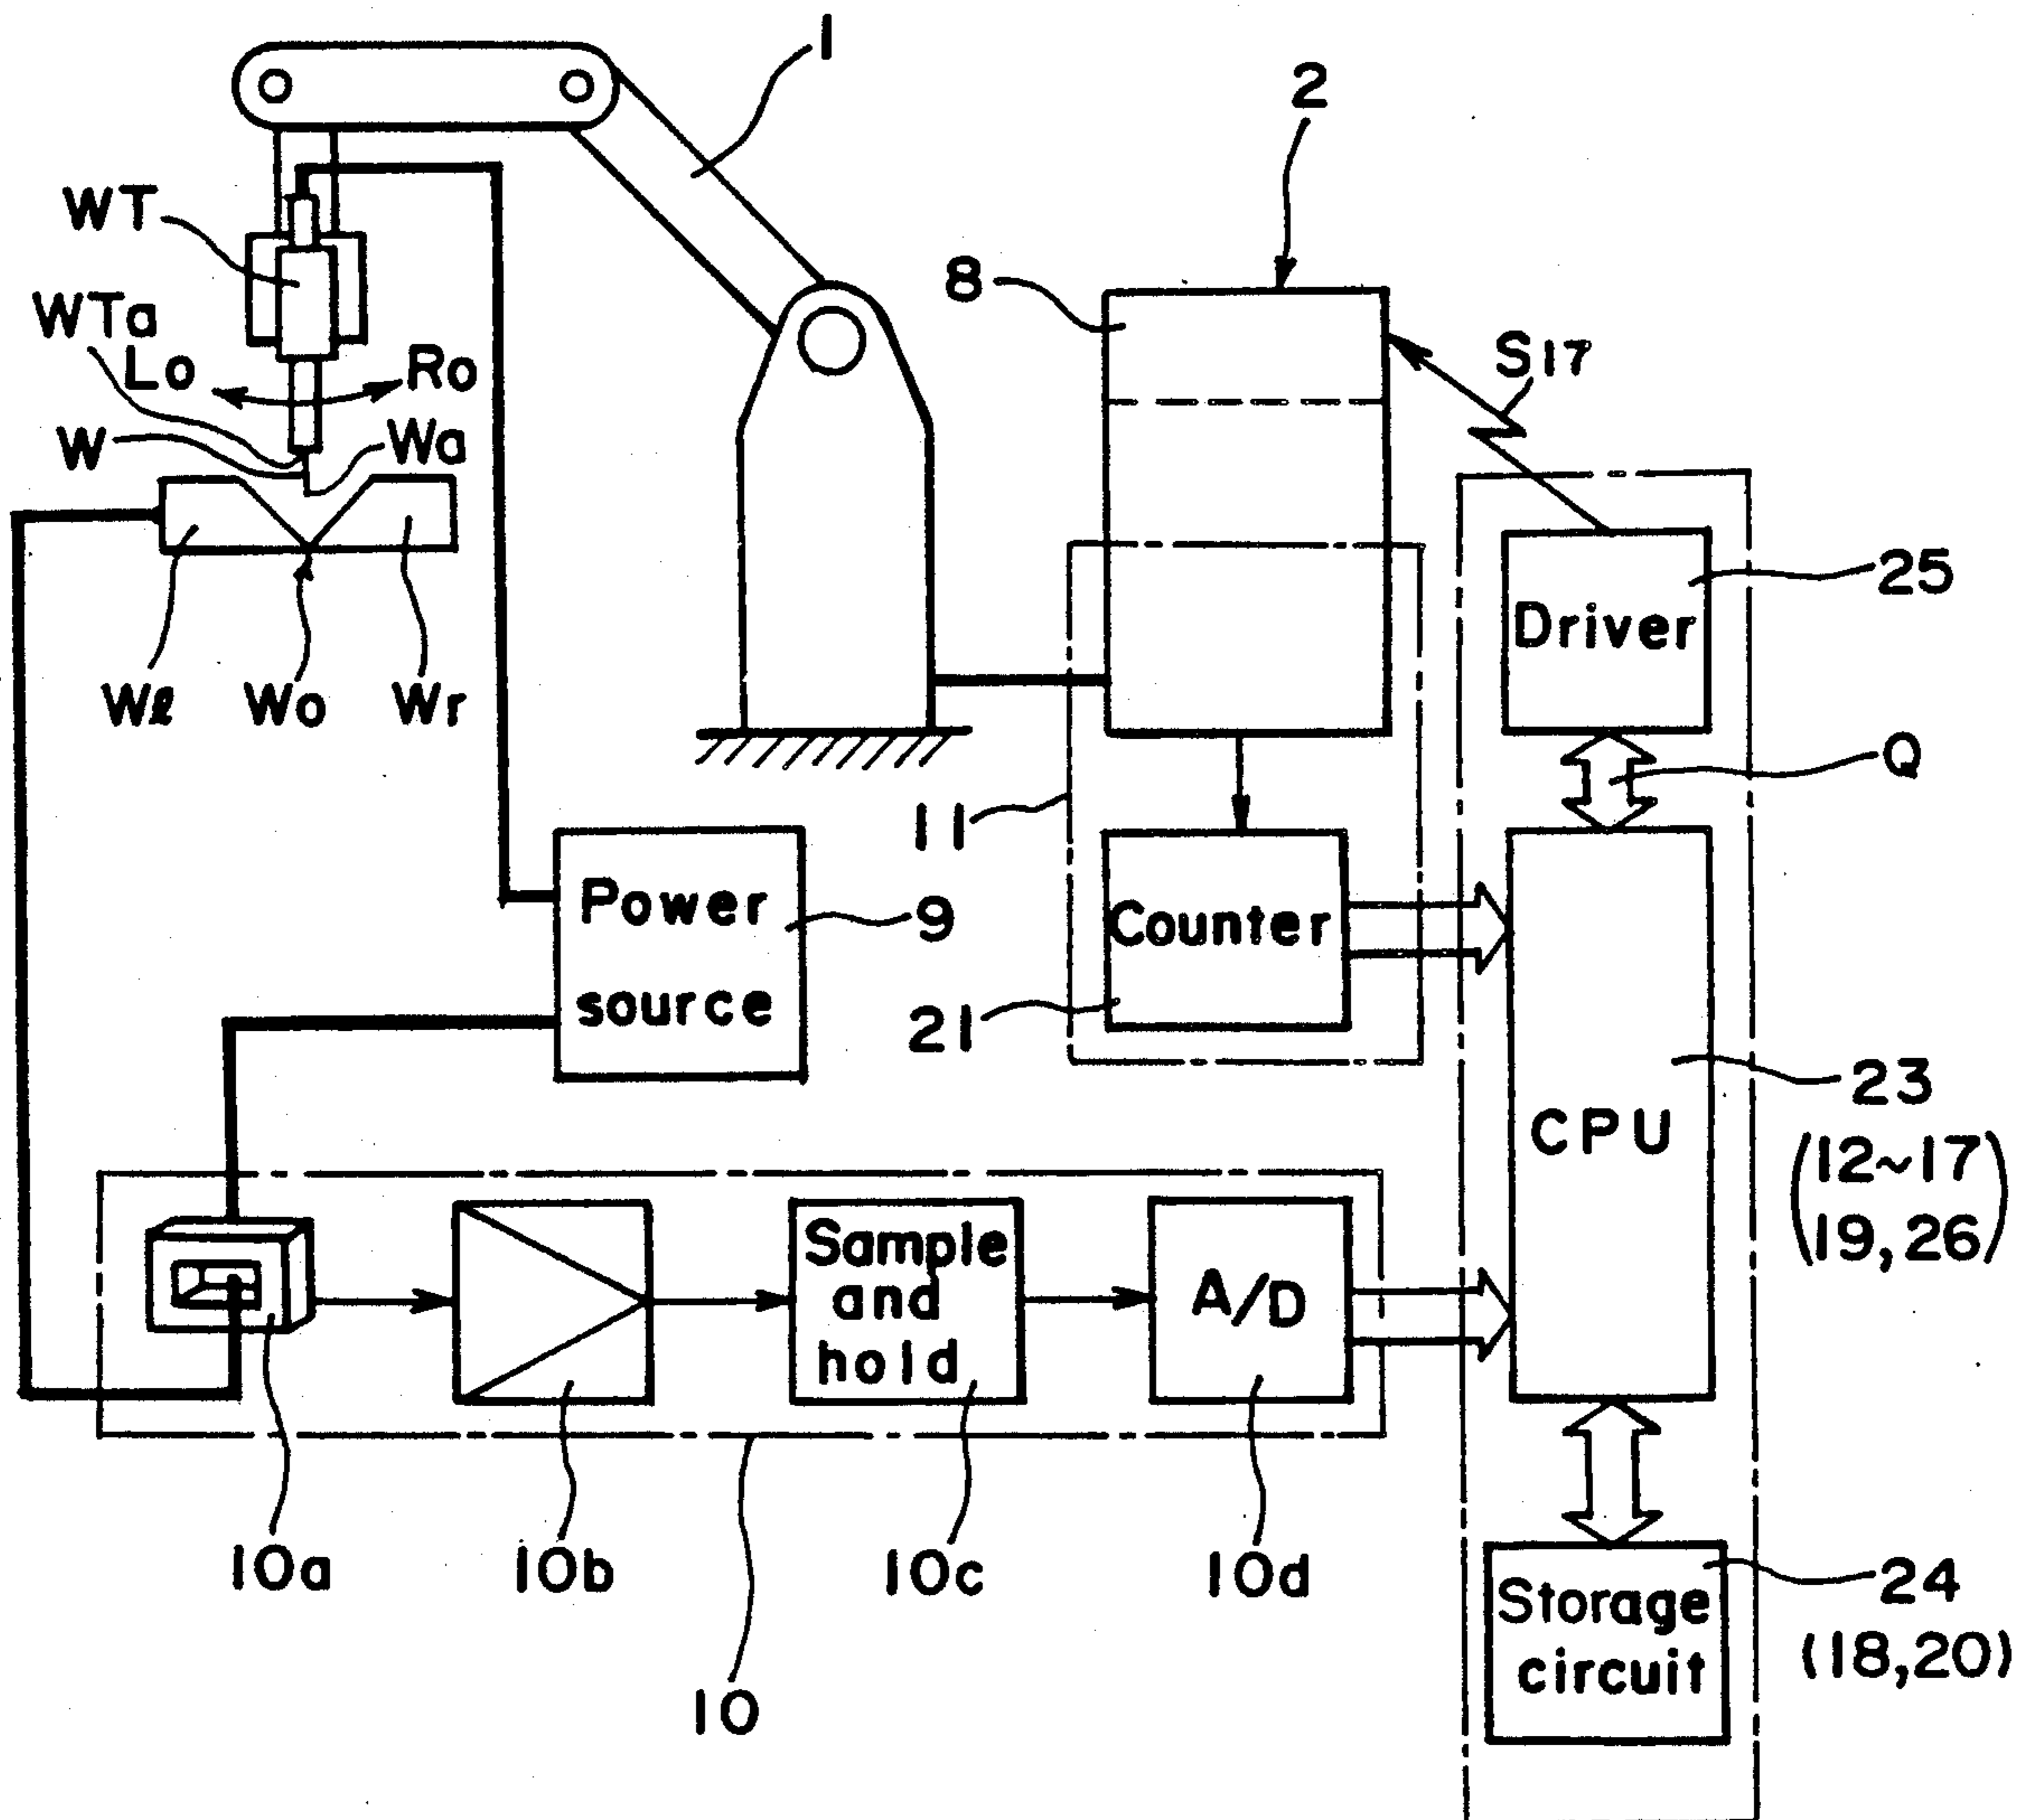 1
2
WT
8
WTa
Lo
Ro
S17
W
Wa
25
Driver
Wℓ
Wo
Wr
Q
11
Power
source
9
Counter
21
23
(12~17
19,26)
CPU
Sample
and
hold
A/D
10a
10b
10c
10d
24
(18,20)
Storage
circuit
10